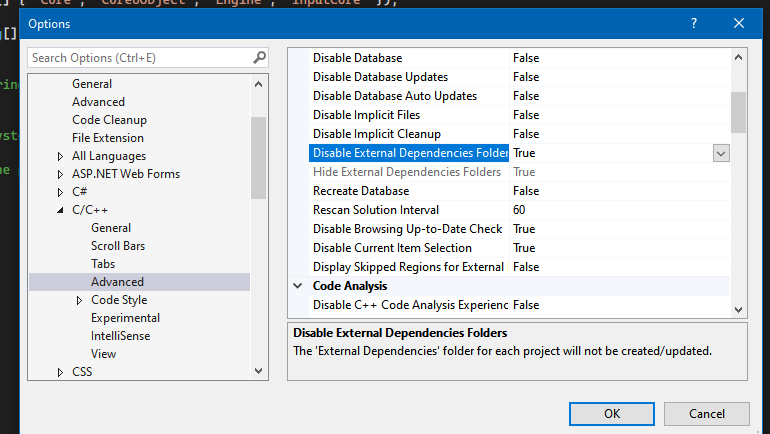 [] { "Core", "CoreUObject", "Engine", "InputCore" });
Options
?
Search Options (Ctrl+E)
General
Advanced
Code Cleanup
File Extension
All Languages
ASP.NET Web Forms
C#
C/C++
General
Scroll Bars
Tabs
Advanced
Code Style
Experimental
IntelliSense
View
CSS
Disable Database False
Disable Database Updates False
Disable Database Auto Updates False
Disable Implicit Files False
Disable Implicit Cleanup False
Disable External Dependencies Folder True
Hide External Dependencies Folders True
Recreate Database False
Rescan Solution Interval 60
Disable Browsing Up-to-Date Check True
Disable Current Item Selection True
Display Skipped Regions for External False
Code Analysis
Disable C++ Code Analysis Experienc False
Disable External Dependencies Folders
The 'External Dependencies' folder for each project will not be created/updated.
OK
Cancel